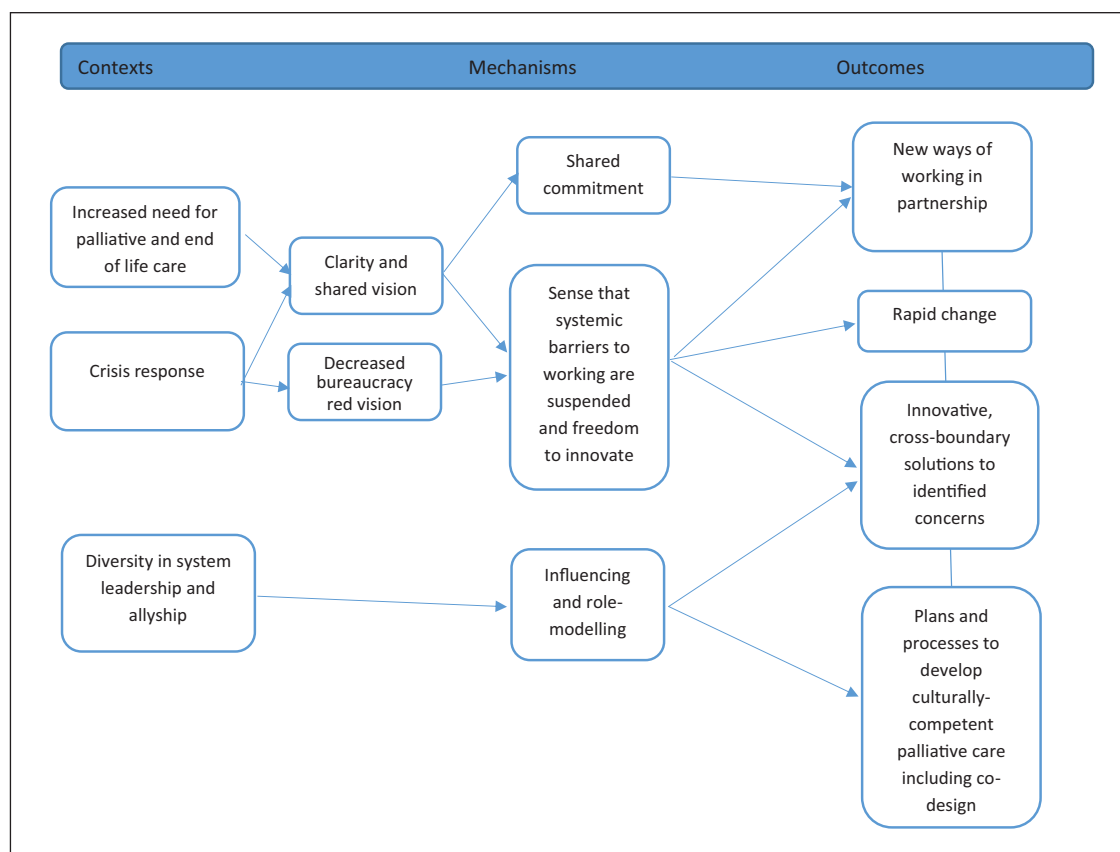 Contexts
Mechanisms
Outcomes
Increased need for
palliative and end
of life care
Crisis response
Diversity in system
leadership and
allyship
Clarity and
shared vision
Decreased
bureaucracy
red vision
Shared
commitment
Sense that
systemic
barriers to
working are
suspended
and freedom
to innovate
Influencing
and role-
modelling
New ways of
working in
partnership
Rapid change
Innovative,
cross-boundary
solutions to
identified
concerns
Plans and
processes to
develop
culturally-
competent
palliative care
including co-
design